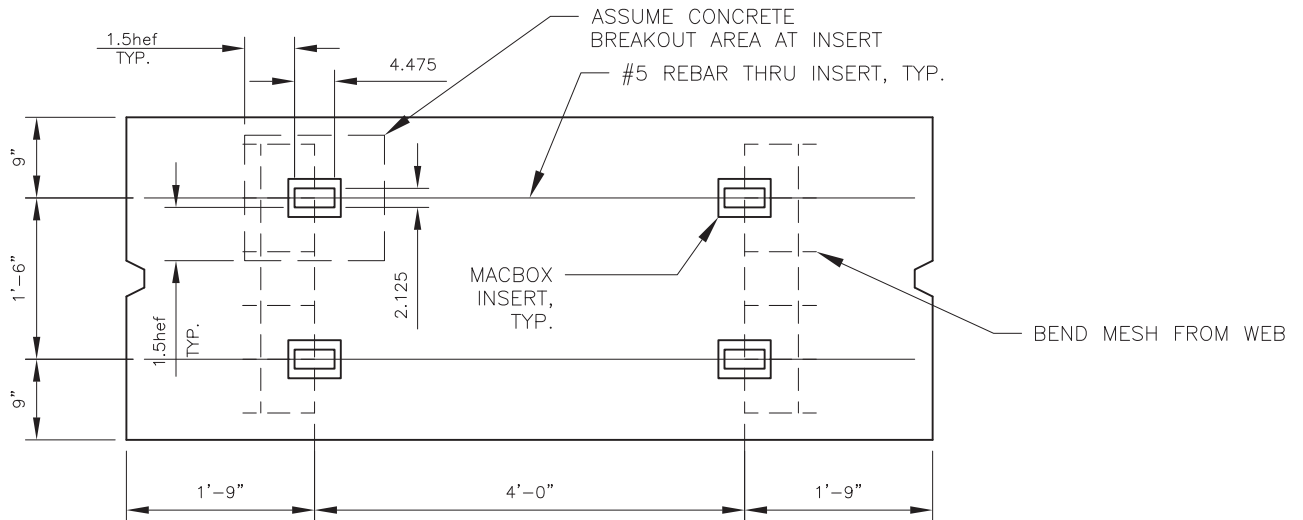 ASSUME CONCRETE
BREAKOUT AREA AT INSERT
1.5hef
TYP.
4.475
#5 REBAR THRU INSERT, TYP.
9"
1'-6"
9"
1.5hef
TYP.
2.125
MACBOX
INSERT,
TYP.
BEND MESH FROM WEB
1'-9"
4'-0"
1'-9"